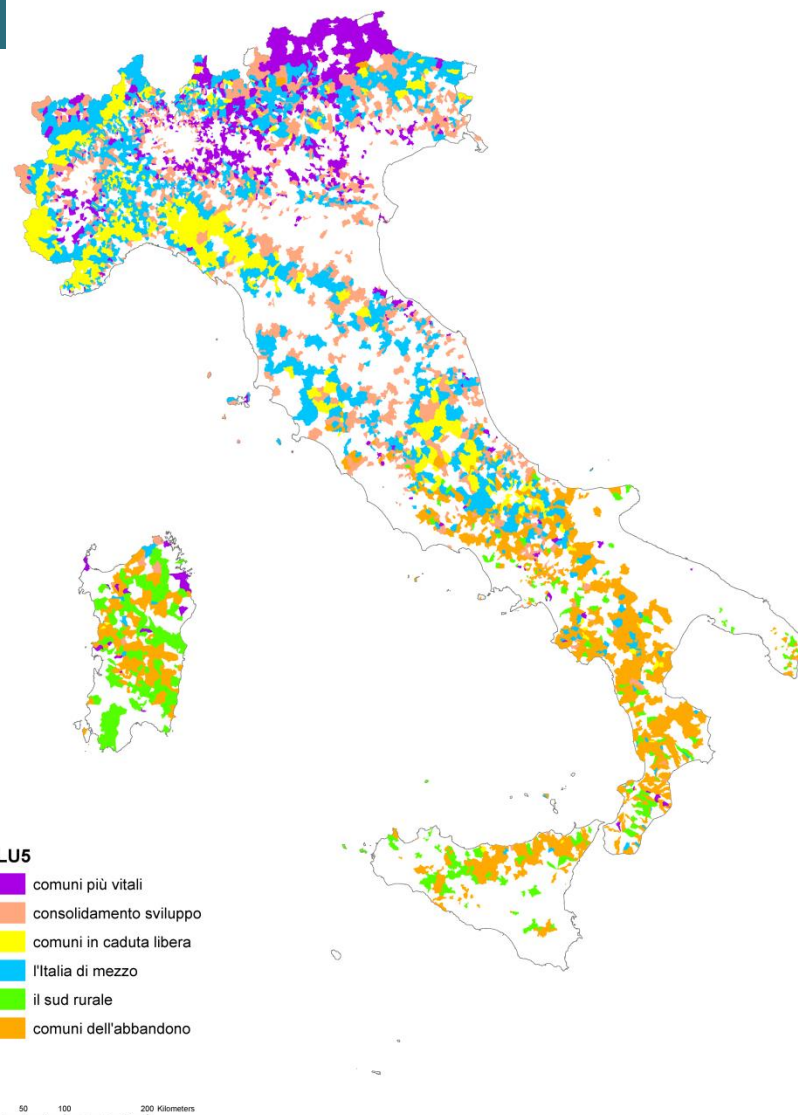 LU5
comuni più vitali
consolidamento sviluppo
comuni in caduta libera
l'Italia di mezzo
il sud rurale
comuni dell'abbandono
50 100 200 Kilometers